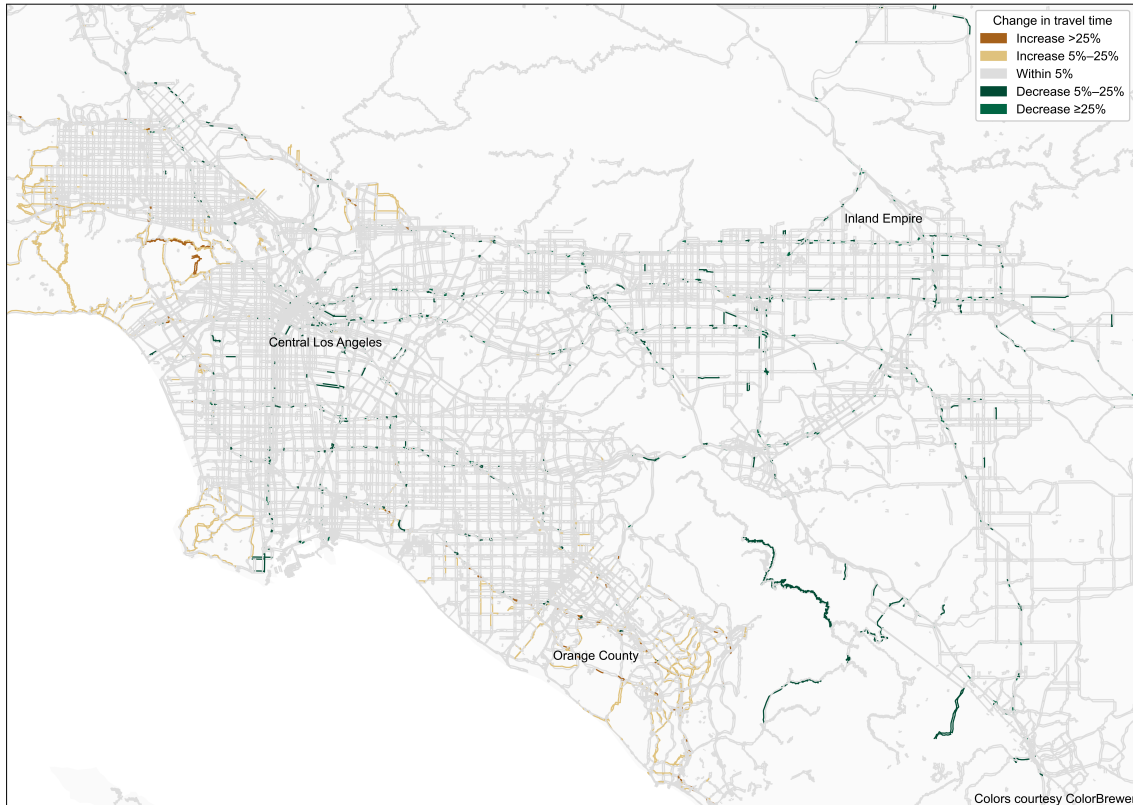 Change in travel time
Increase >25%
Increase 5%–25%
Within 5%
Decrease 5%–25%
Decrease ≥25%
Inland Empire
Central Los Angeles
Orange County
Colors courtesy ColorBrewer